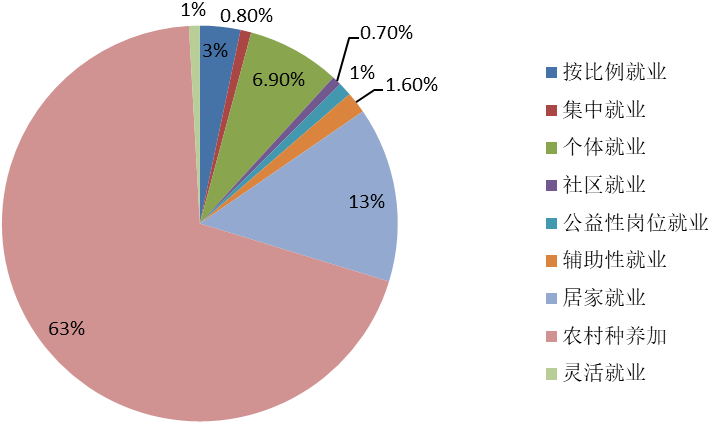 1%
0.80%
3%
6.90%
0.70%
1%
1.60%
13%
63%
按比例就业
集中就业
个体就业
社区就业
公益性岗位就业
辅助性就业
居家就业
农村种养加
灵活就业